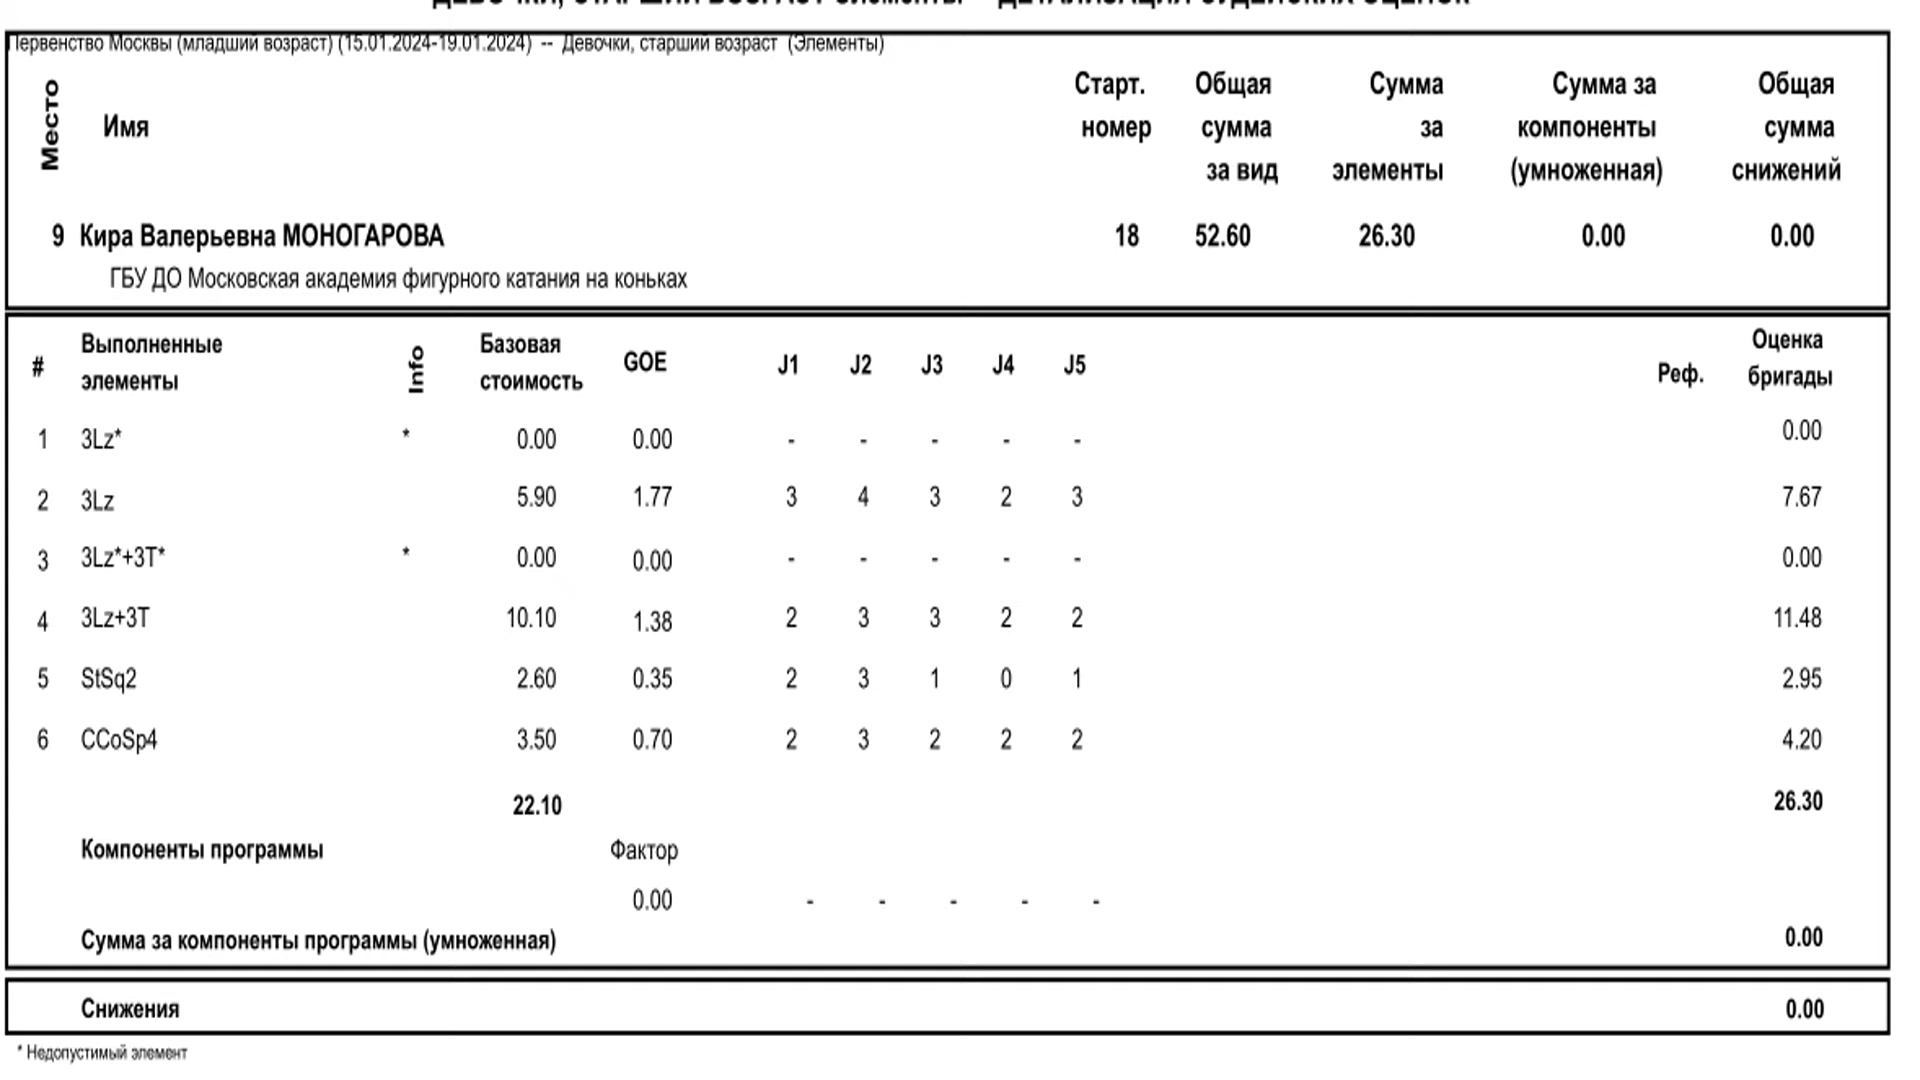 ДЕВОЧКИ, СТАРШИЙ ВОЗРАСТ Элементы ДЕТАЛИЗАЦИЯ СУДЕЙСКИХ ОЦЕНОК
Первенство Москвы (младший возраст) (15.01.2024-19.01.2024) -- Девочки, старший возраст (Элементы)
Место Имя Старт. номер Общая сумма за вид Сумма за элементы Сумма за компоненты (умноженная) Общая сумма снижений
9 Кира Валерьевна МОНОГАРОВА 18 52.60 26.30 0.00 0.00
ГБУ ДО Московская академия фигурного катания на коньках
# Выполненные элементы Info Базовая стоимость GOE J1 J2 J3 J4 J5 Реф. Оценка бригады
1 3Lz* * 0.00 0.00 - - - - - 0.00
2 3Lz 5.90 1.77 3 4 3 2 3 7.67
3 3Lz*+3T* * 0.00 0.00 - - - - - 0.00
4 3Lz+3T 10.10 1.38 2 3 3 2 2 11.48
5 StSq2 2.60 0.35 2 3 1 0 1 2.95
6 CCoSp4 3.50 0.70 2 3 2 2 2 4.20
22.10 26.30
Компоненты программы Фактор
0.00 - - - - -
Сумма за компоненты программы (умноженная) 0.00
Снижения 0.00
* Недопустимый элемент